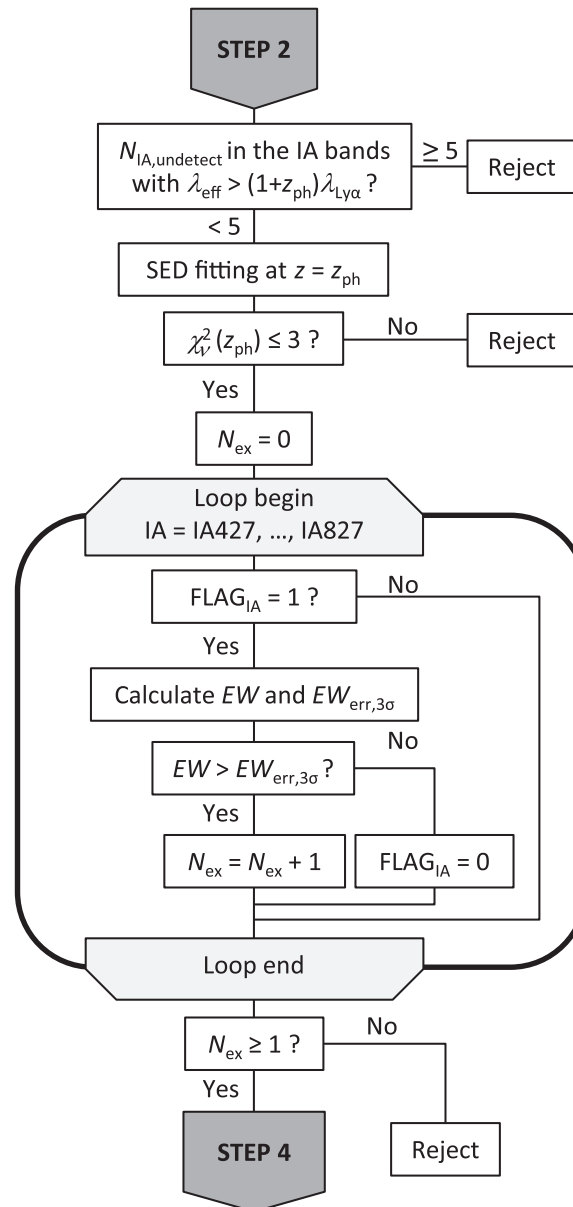 STEP 2
N_IA,undetect in the IA bands
with λ_eff > (1+z_ph)λ_Lyα ?
≥ 5
Reject
< 5
SED fitting at z = z_ph
χ²_ν(z_ph) ≤ 3 ?
No
Reject
Yes
N_ex = 0
Loop begin
IA = IA427, ..., IA827
FLAG_IA = 1 ?
No
Yes
Calculate EW and EW_err,3σ
EW > EW_err,3σ ?
No
Yes
N_ex = N_ex + 1
FLAG_IA = 0
Loop end
N_ex ≥ 1 ?
No
Yes
STEP 4
Reject